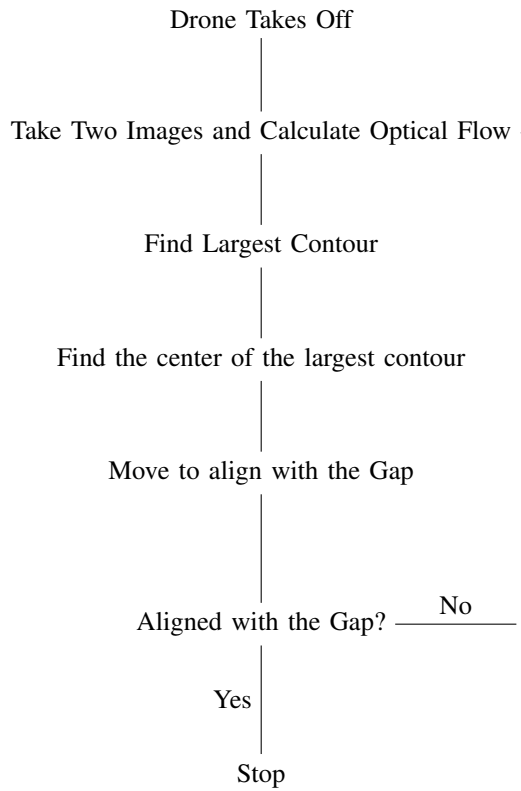 Drone Takes Off
Take Two Images and Calculate Optical Flow
Find Largest Contour
Find the center of the largest contour
Move to align with the Gap
Aligned with the Gap?
No
Yes
Stop